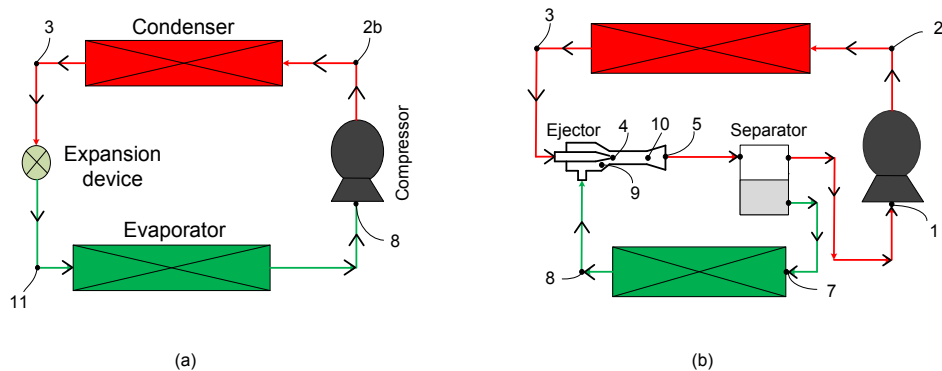 3
Condenser
2b
Expansion
device
Compressor
Evaporator
8
11
(a)
3
2
Ejector
4
10
5
Separator
9
1
8
7
(b)